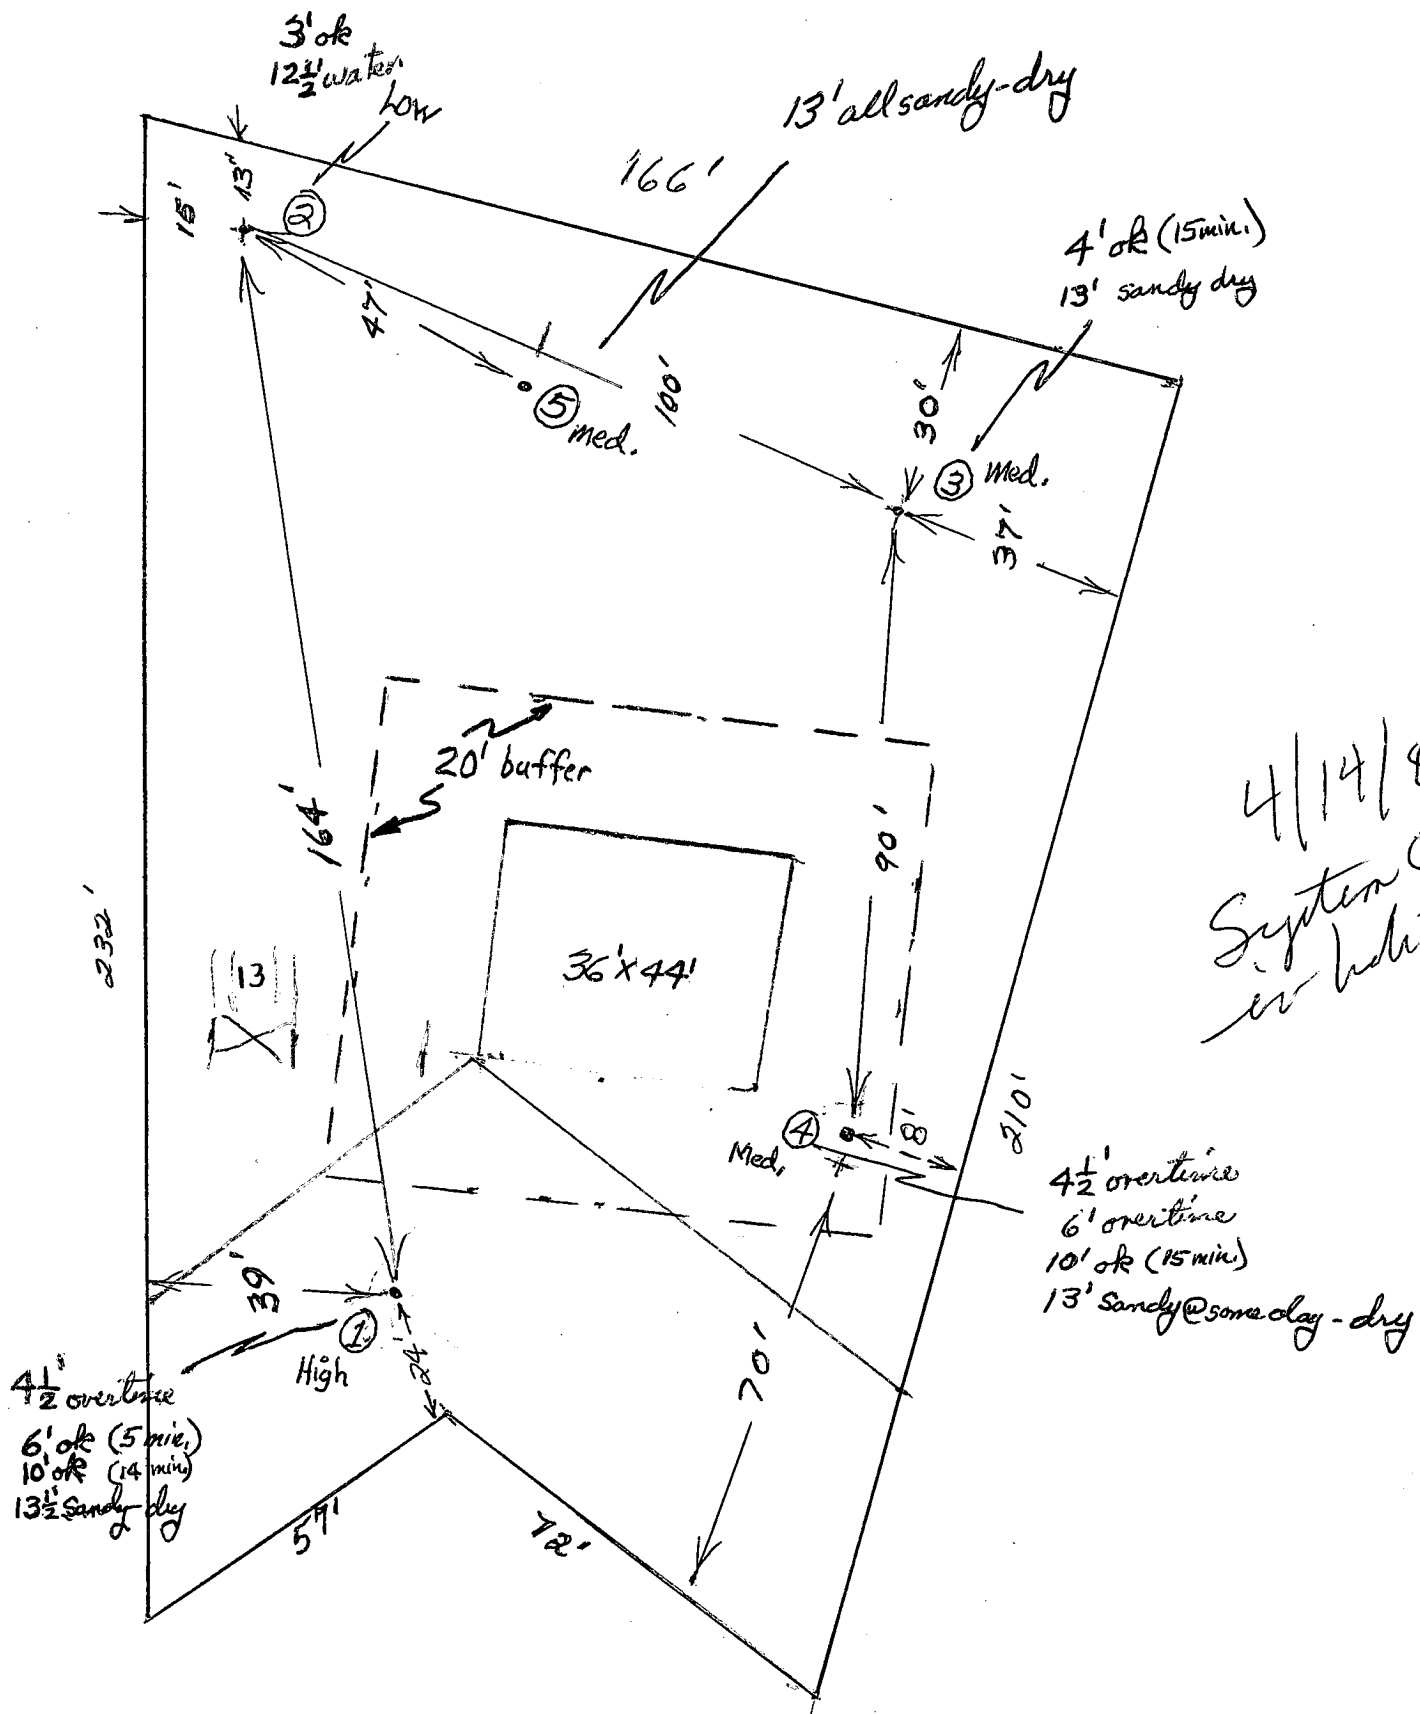 3' ok
12½' water
Low
13' all sandy-dry
166'
15'
13"
②
47'
4' ok (15 min.)
13' sandy dry
⑤ med.
100'
30'
③ Med.
37'
20' buffer
4/14/
System
in
164'
90'
232'
13
36'x44'
210'
④
Med.
18'
4½' overtime
6' overtime
10' ok (15 min.)
13' Sandy @ some clay - dry
39'
①
High
24'
4½' overtime
6' ok (5 min.)
10' ok (14 min)
13½' Sandy-dry
70'
57'
72'